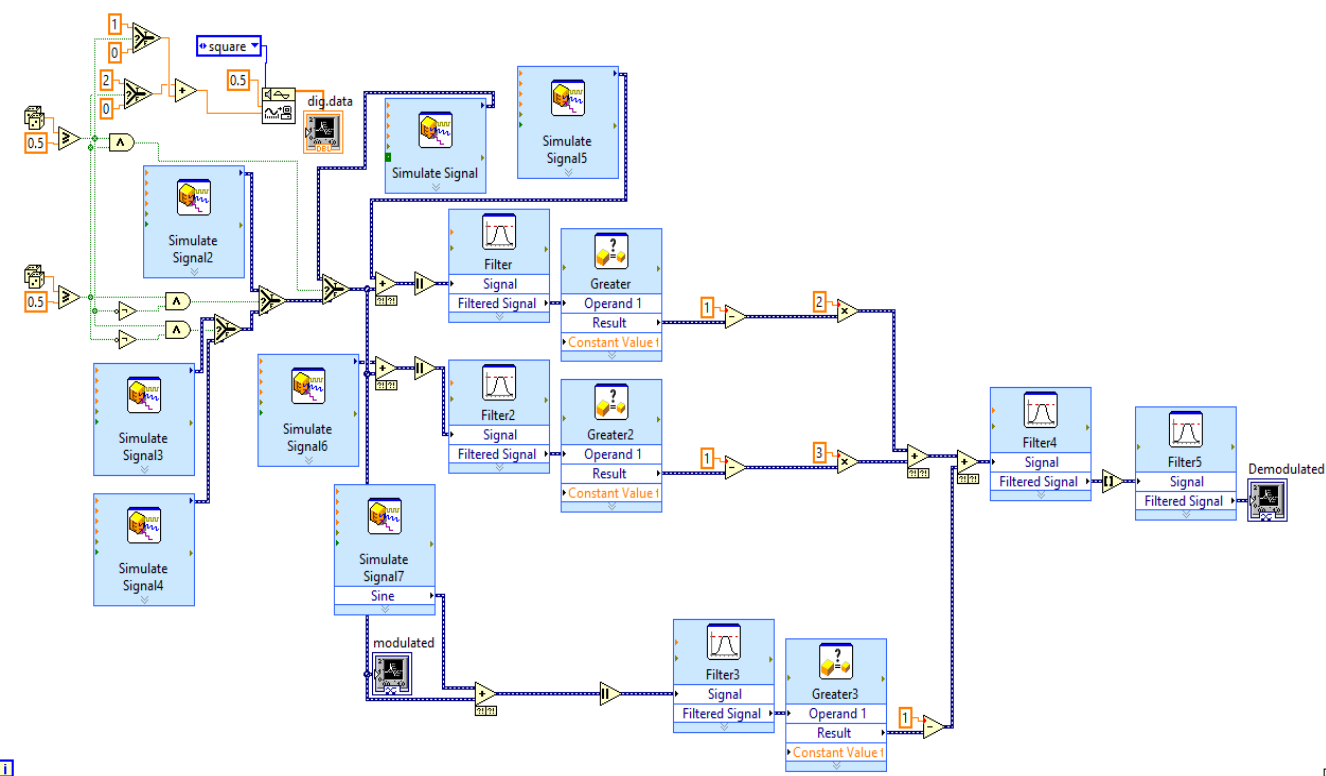 1
0
square
2
0
0.5
dig.data
DBL
0.5
Simulate Signal
Simulate
Signal5
Simulate
Signal2
Filter
Signal
Filtered Signal
Greater
Operand 1
Result
Constant Value
0.5
1
2
Simulate
Signal3
Simulate
Signal6
Filter2
Signal
Filtered Signal
Greater2
Operand 1
Result
Constant Value
1
3
Simulate
Signal4
Simulate
Signal7
Sine
Filter4
Signal
Filtered Signal
Filter5
Signal
Filtered Signal
Demodulated
modulated
Filter3
Signal
Filtered Signal
Greater3
Operand 1
Result
Constant Value
1
i